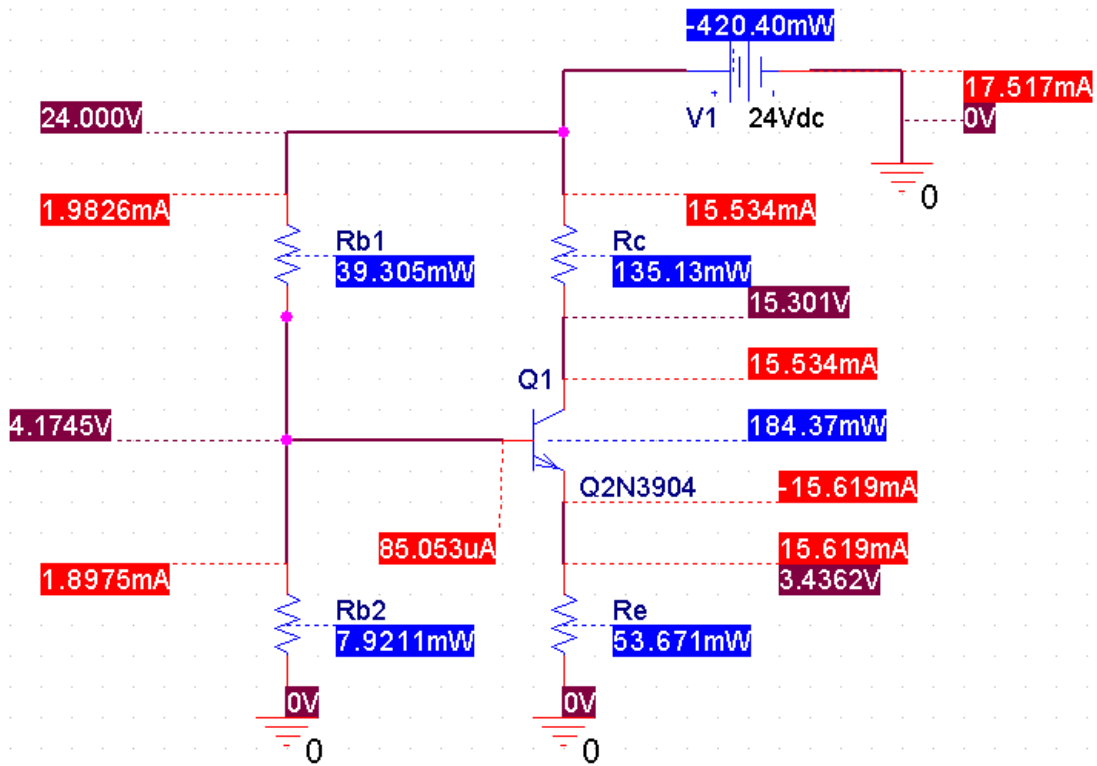 -420.40mW
17.517mA
24.000V
V1 24Vdc
0V
0
1.9826mA
15.534mA
Rb1
Rc
39.305mW
135.13mW
15.301V
15.534mA
Q1
4.1745V
184.37mW
Q2N3904
-15.619mA
85.053uA
15.619mA
1.8975mA
3.4362V
Rb2
Re
7.9211mW
53.671mW
0V
0V
0
0